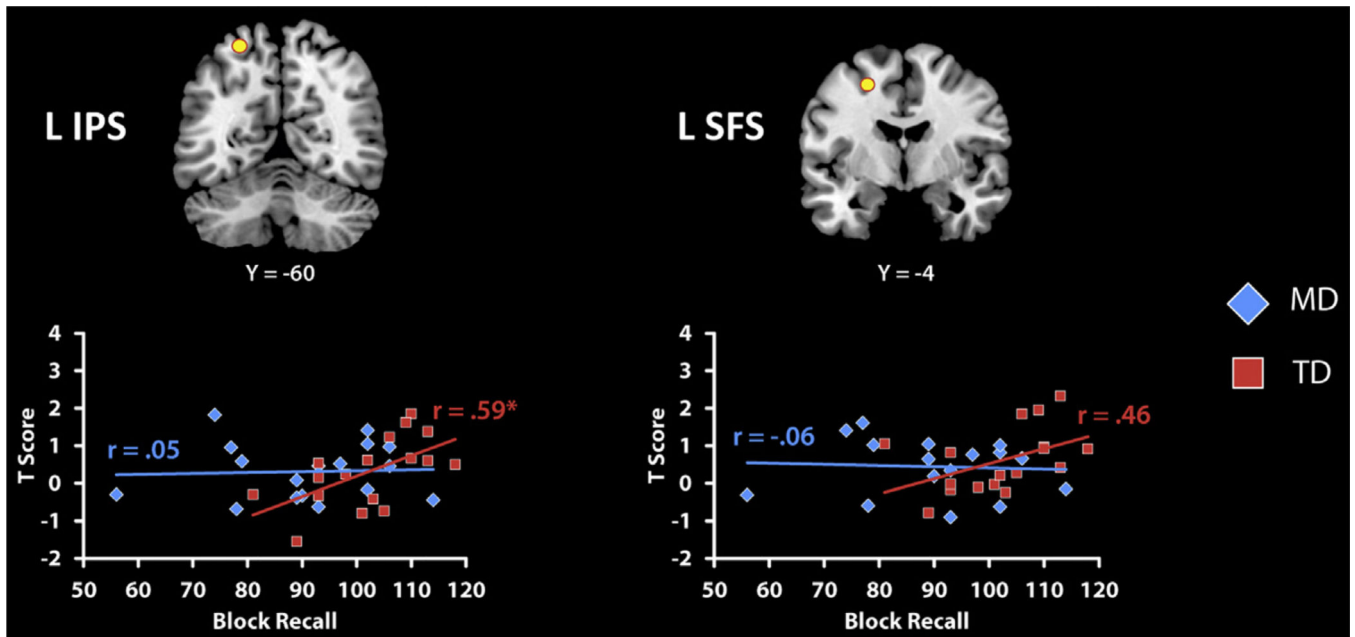 L IPS
Y = -60
L SFS
Y = -4
MD
TD
4
3
2
1
0
-1
-2
T Score
r = .05
r = .59*
50 60 70 80 90 100 110 120
Block Recall
4
3
2
1
0
-1
-2
T Score
r = -.06
r = .46
50 60 70 80 90 100 110 120
Block Recall